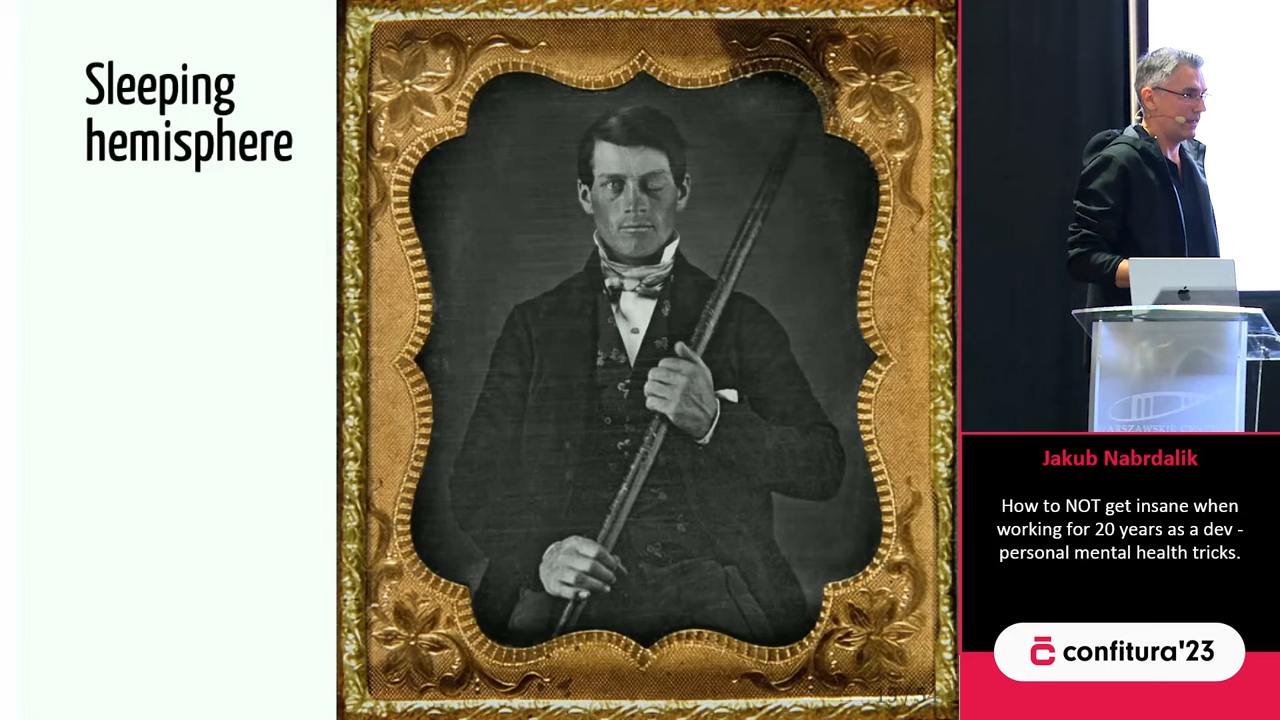 Sleeping
hemisphere
Jakub Nabrdalik
How to NOT get insane when
working for 20 years as a dev -
personal mental health tricks.
confitura'23